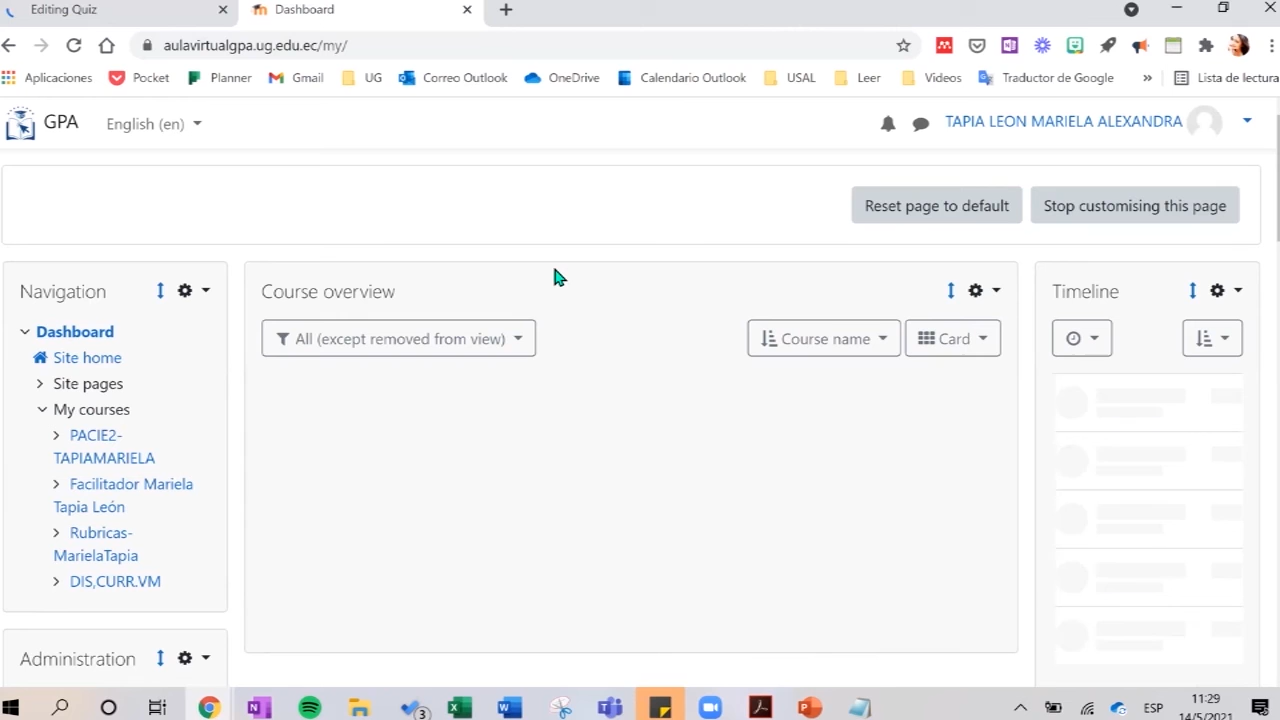 Editing Quiz
Dashboard
aulavirtualgpa.ug.edu.ec/my/
Aplicaciones
Pocket
Planner
Gmail
UG
Correo Outlook
OneDrive
Calendario Outlook
USAL
Leer
Videos
Traductor de Google
Lista de lectura
GPA
English (en)
TAPIA LEON MARIELA ALEXANDRA
Reset page to default
Stop customising this page
Navigation
Dashboard
Site home
Site pages
My courses
PACIE2-
TAPIAMARIELA
Facilitador Mariela
Tapia León
Rubricas-
MarielaTapia
DIS,CURR.VM
Administration
Course overview
All (except removed from view)
Course name
Card
Timeline
3
ESP
11:29
14/5/2021